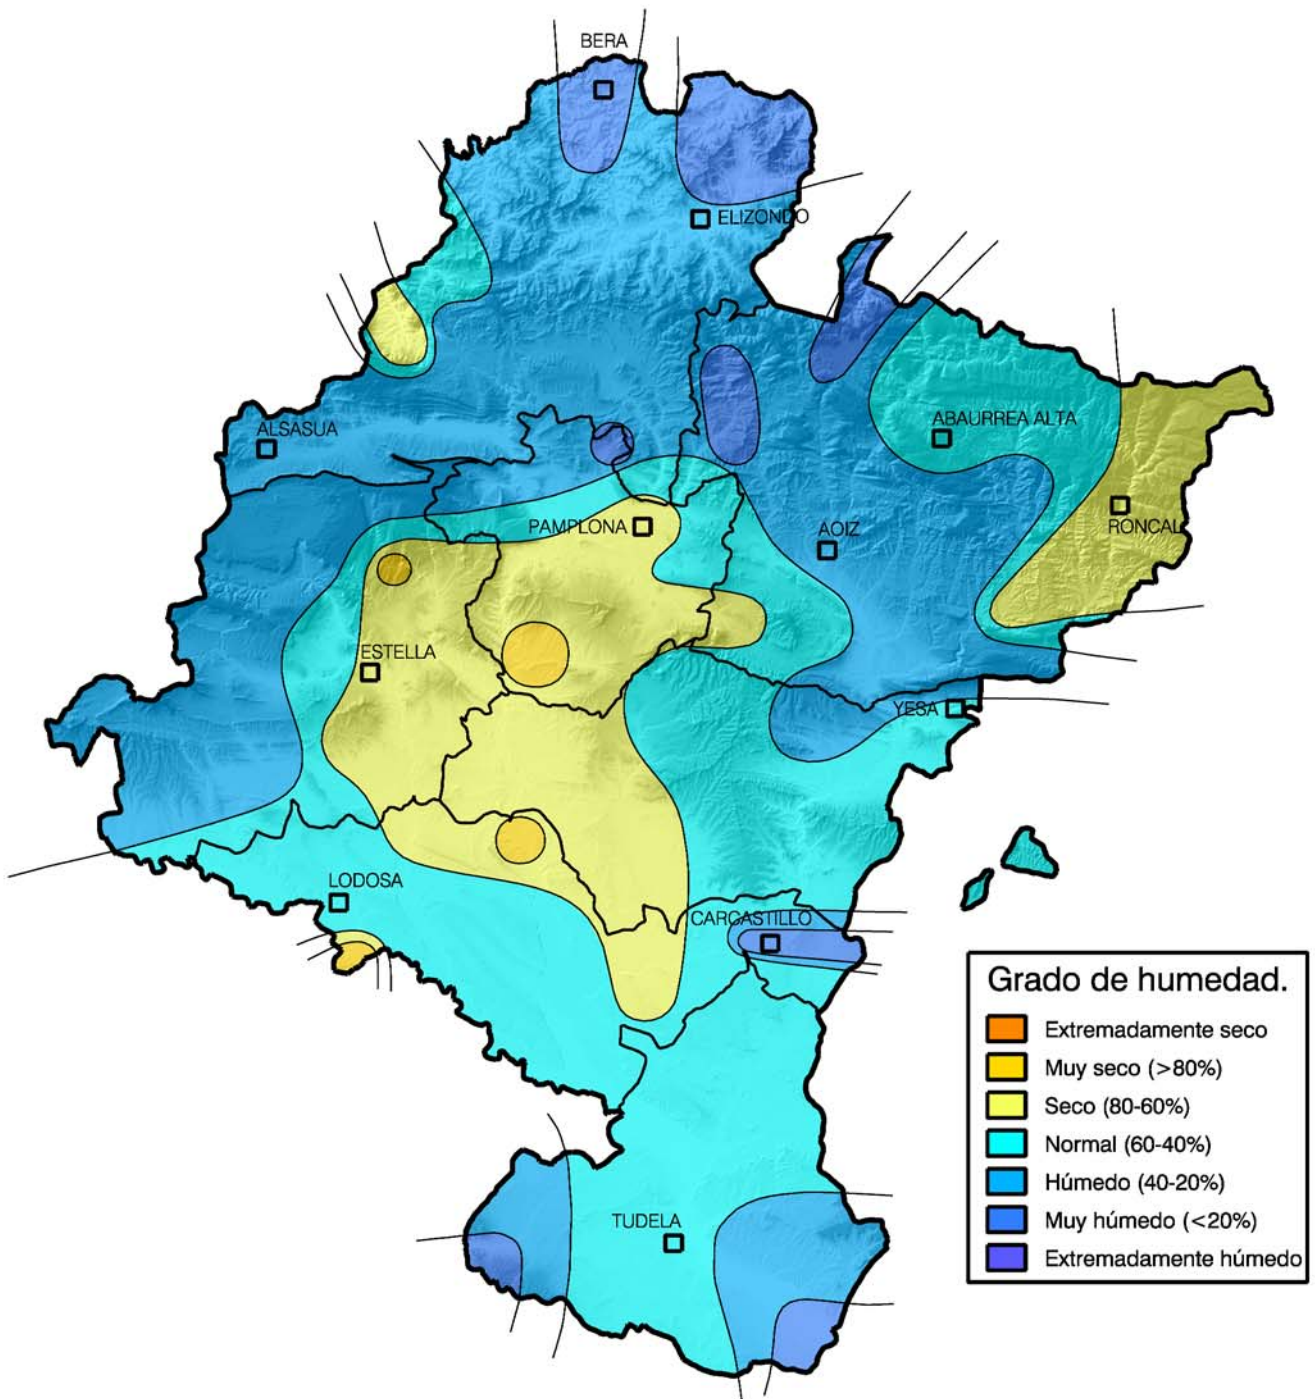 BERA
ELIZONDO
ALSASUA
ABAURREA ALTA
PAMPLONA
AOIZ
RONCAL
ESTELLA
YESA
LODOSA
CARCASTILLO
TUDELA
Grado de humedad.
Extremadamente seco
Muy seco (>80%)
Seco (80-60%)
Normal (60-40%)
Húmedo (40-20%)
Muy húmedo (<20%)
Extremadamente húmedo